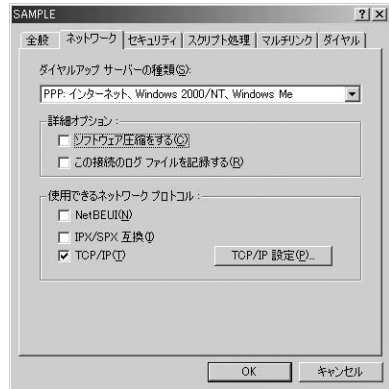 SAMPLE
全般 ネットワーク セキュリティ スクリプト処理 マルチリンク ダイヤル
ダイヤルアップ サーバーの種類(S):
PPP: インターネット、Windows 2000/NT、Windows Me
詳細オプション:
ソフトウェア圧縮をする(C)
この接続のログ ファイルを記録する(R)
使用できるネットワーク プロトコル:
NetBEUI(N)
IPX/SPX 互換(I)
TCP/IP(T)
TCP/IP 設定(P)...
OK キャンセル